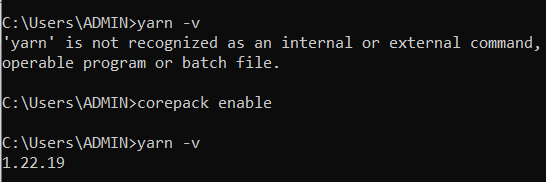 C:\Users\ADMIN>yarn -v
'yarn' is not recognized as an internal or external command,
operable program or batch file.
C:\Users\ADMIN>corepack enable
C:\Users\ADMIN>yarn -v
1.22.19